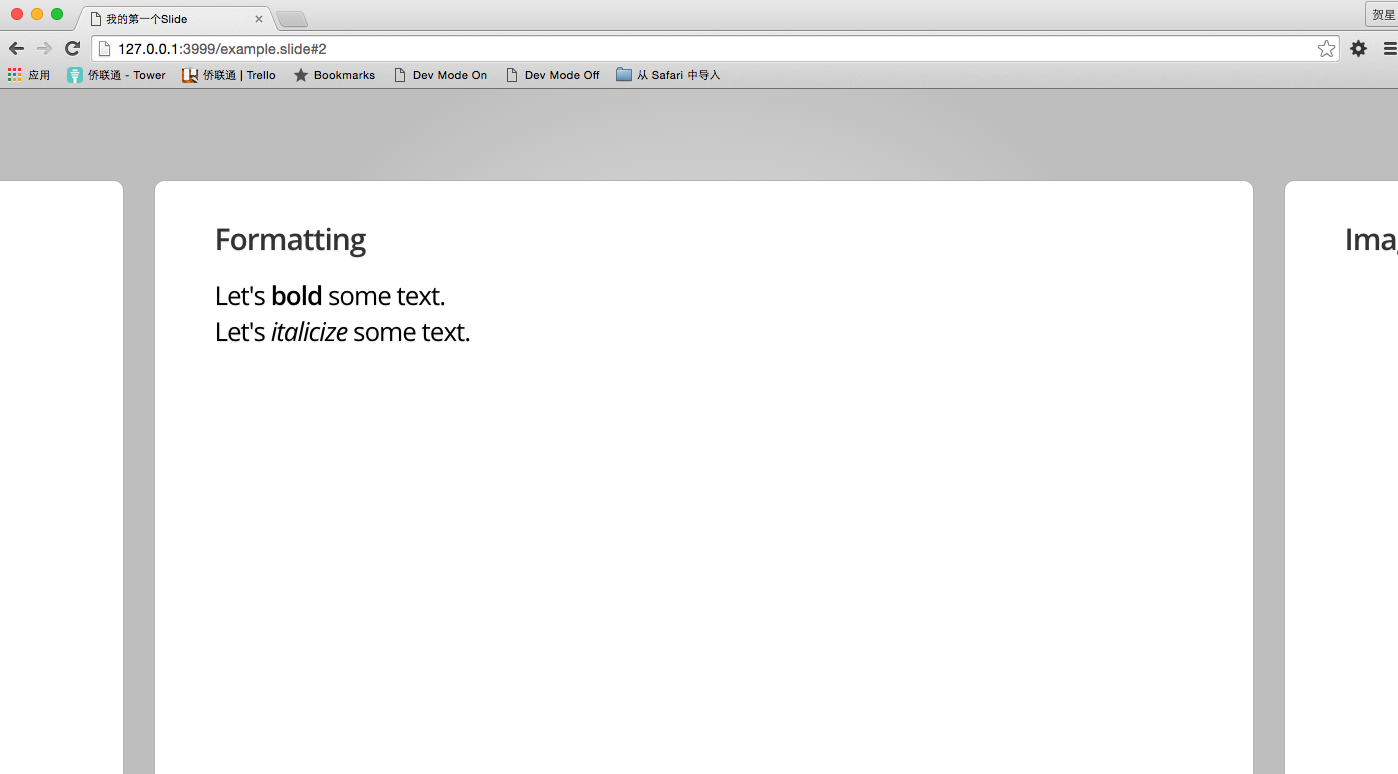 我的第一个Slide
贺星
127.0.0.1:3999/example.slide#2
应用 侨联通 - Tower 侨联通 | Trello Bookmarks Dev Mode On Dev Mode Off 从 Safari 中导入
Formatting
Let's bold some text.
Let's italicize some text.